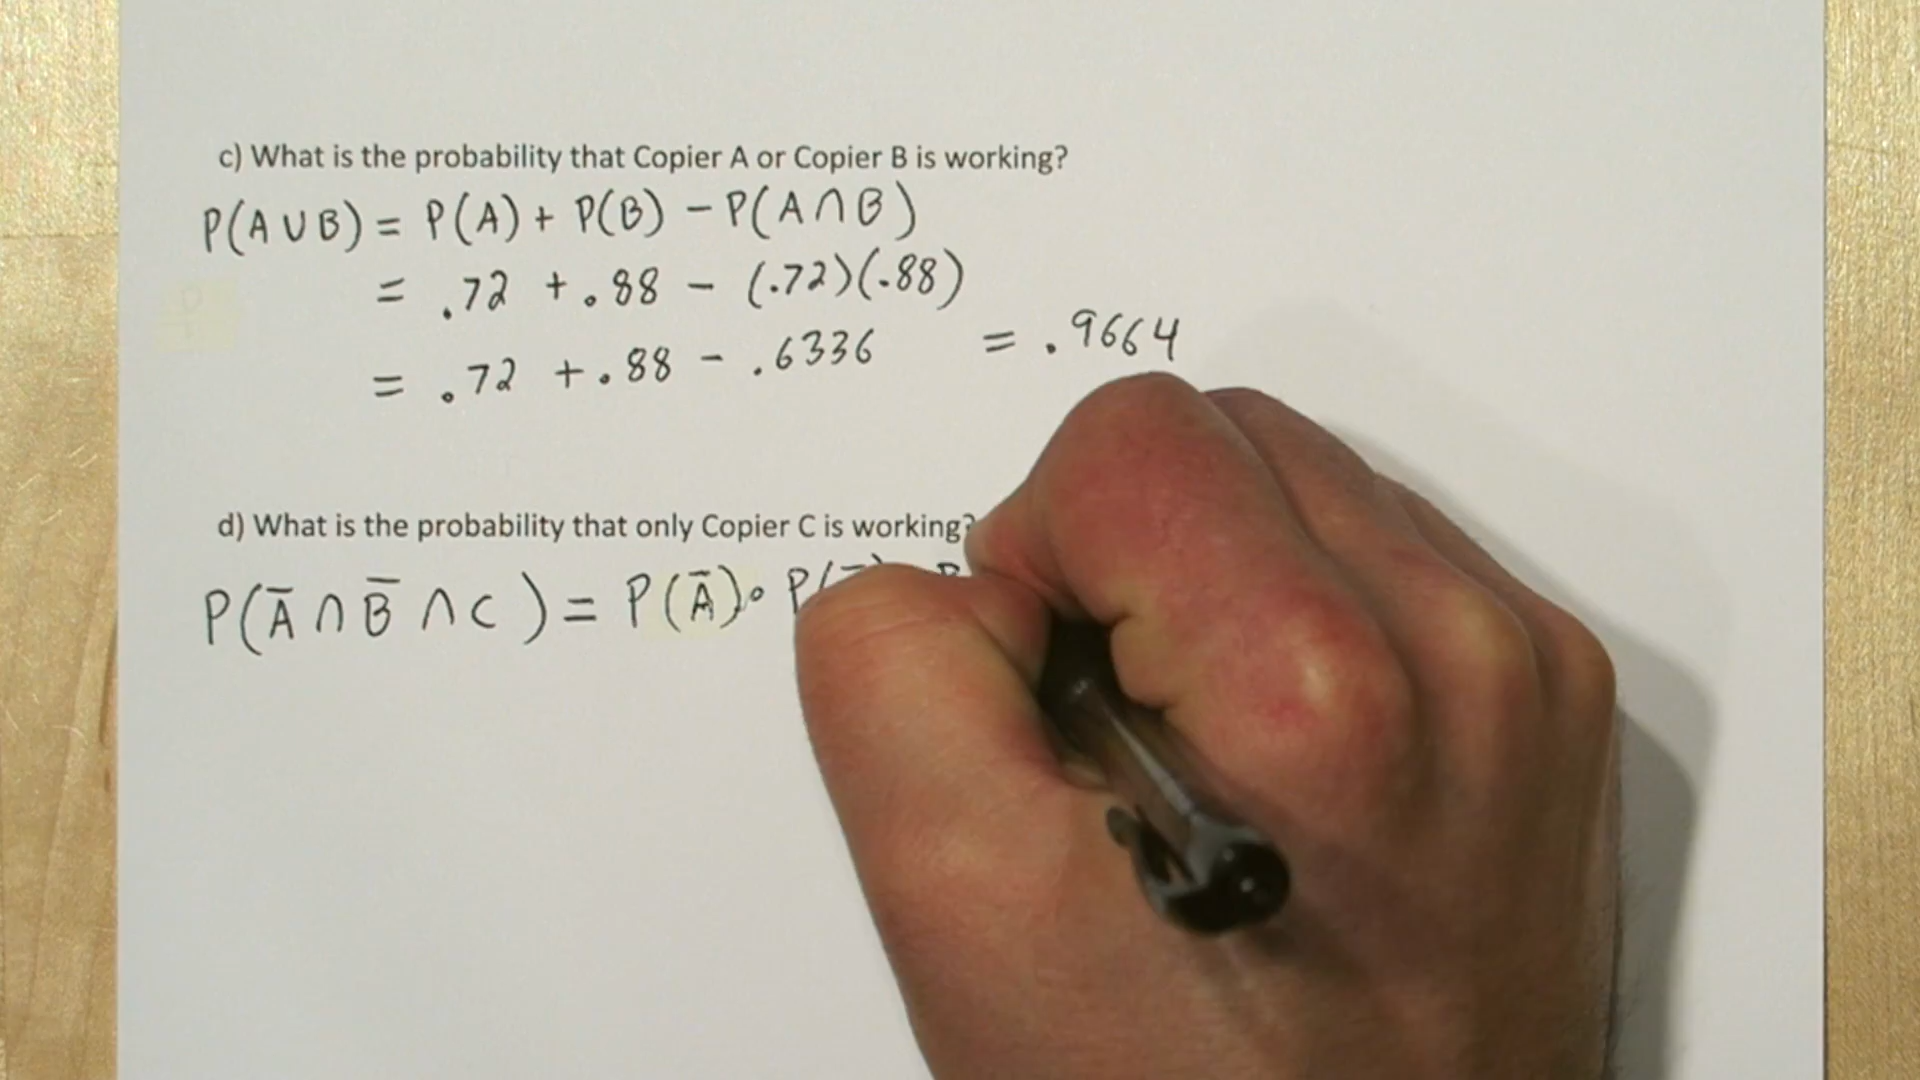 c) What is the probability that Copier A or Copier B is working?
P(A ∪ B) = P(A) + P(B) - P(A ∩ B)
= .72 + .88 - (.72)(.88)
= .72 + .88 - .6336 = .9664
d) What is the probability that only Copier C is working?
P(A̅ ∩ B̅ ∩ C) = P(A̅) · P(